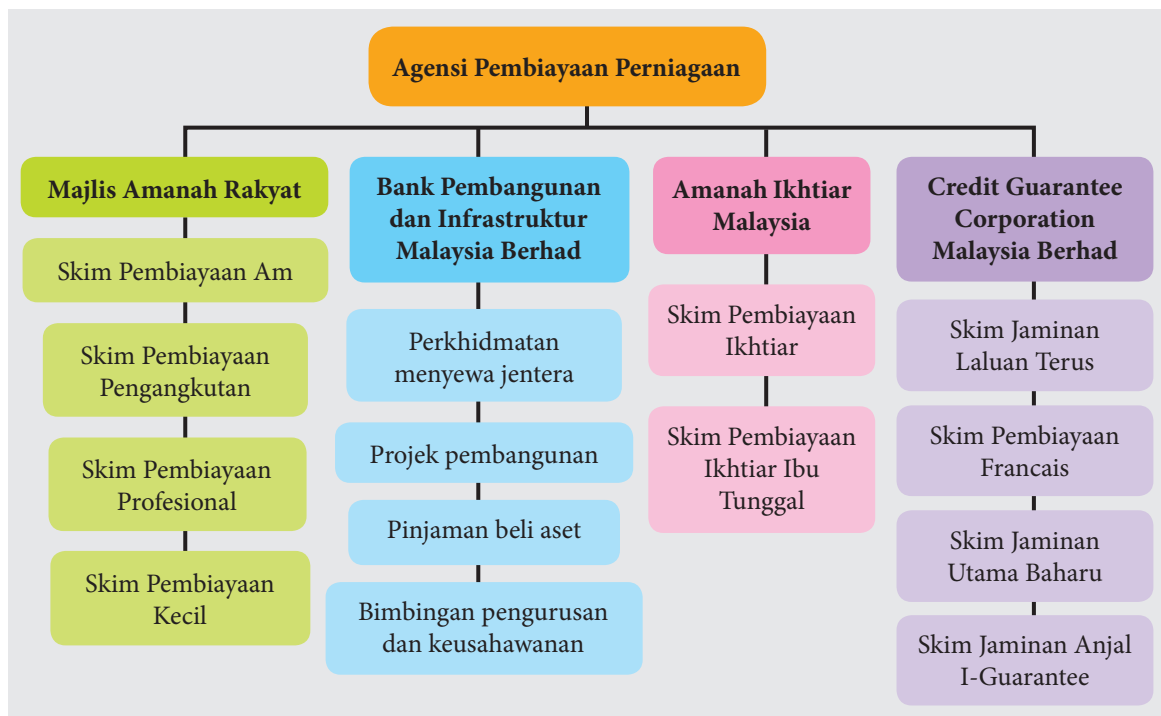 Agensi Pembiayaan Perniagaan
Majlis Amanah Rakyat
Skim Pembiayaan Am
Skim Pembiayaan
Pengangkutan
Skim Pembiayaan
Profesional
Skim Pembiayaan
Kecil
Bank Pembangunan
dan Infrastruktur
Malaysia Berhad
Perkhidmatan
menyewa jentera
Projek pembangunan
Pinjaman beli aset
Bimbingan pengurusan
dan keusahawanan
Amanah Ikhtiar
Malaysia
Skim Pembiayaan
Ikhtiar
Skim Pembiayaan
Ikhtiar Ibu
Tunggal
Credit Guarantee
Corporation
Malaysia Berhad
Skim Jaminan
Laluan Terus
Skim Pembiayaan
Francais
Skim Jaminan
Utama Baharu
Skim Jaminan Anjal
I-Guarantee